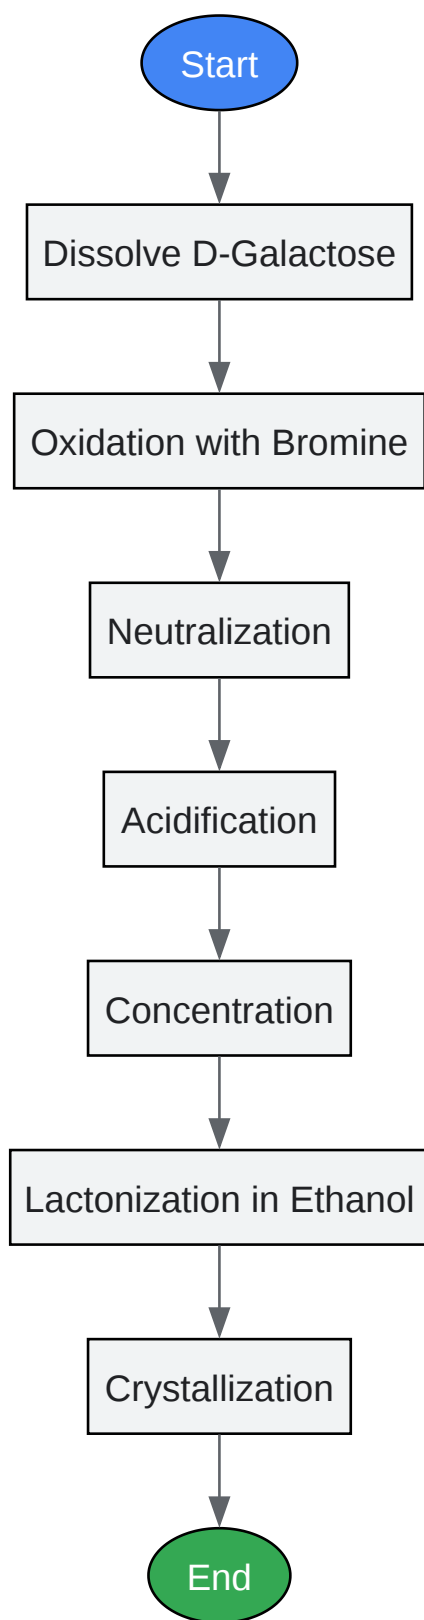 Start
Dissolve D-Galactose
Oxidation with Bromine
Neutralization
Acidification
Concentration
Lactonization in Ethanol
Crystallization
End